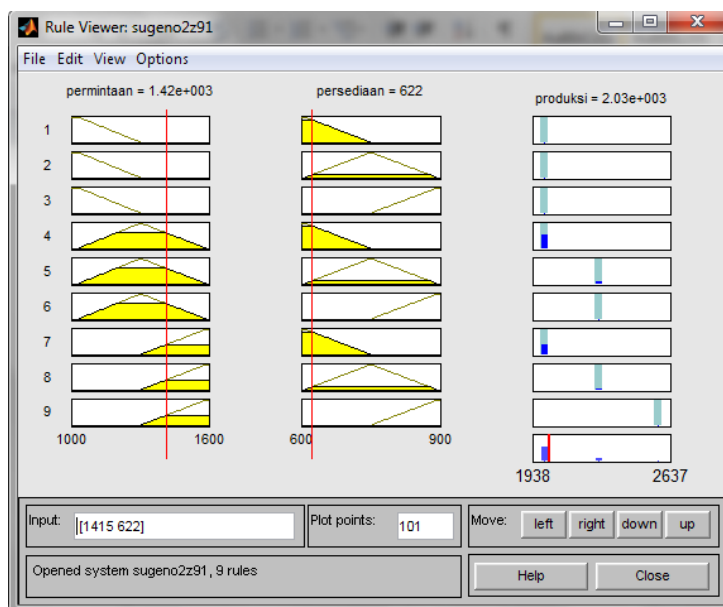 Rule Viewer: sugeno2z91
File Edit View Options
permintaan = 1.42e+003
persediaan = 622
produksi = 2.03e+003
1
2
3
4
5
6
7
8
9
1000 1600
600 900
1938 2637
Input: [1415 622]
Plot points: 101
Move: left right down up
Opened system sugeno2z91, 9 rules
Help Close